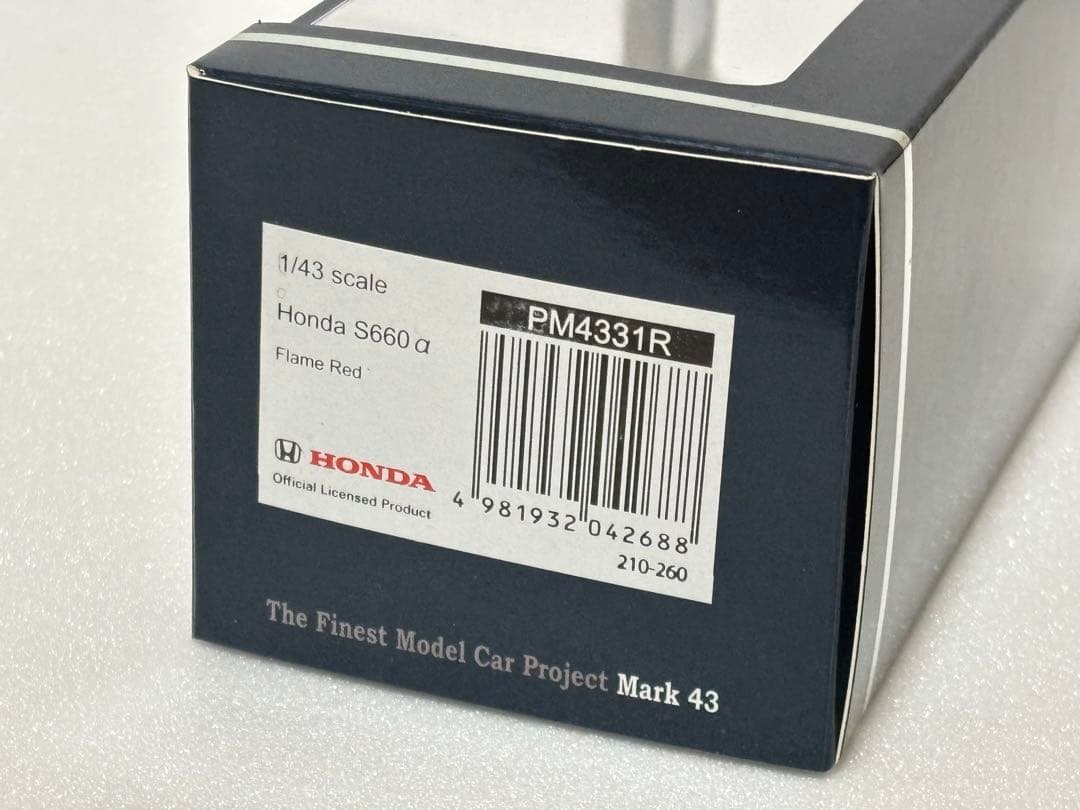 1/43 scale
Honda S660 α
Flame Red
HONDA
Official Licensed Product
PM4331R
4 981932 042688
210-260
The Finest Model Car Project Mark 43